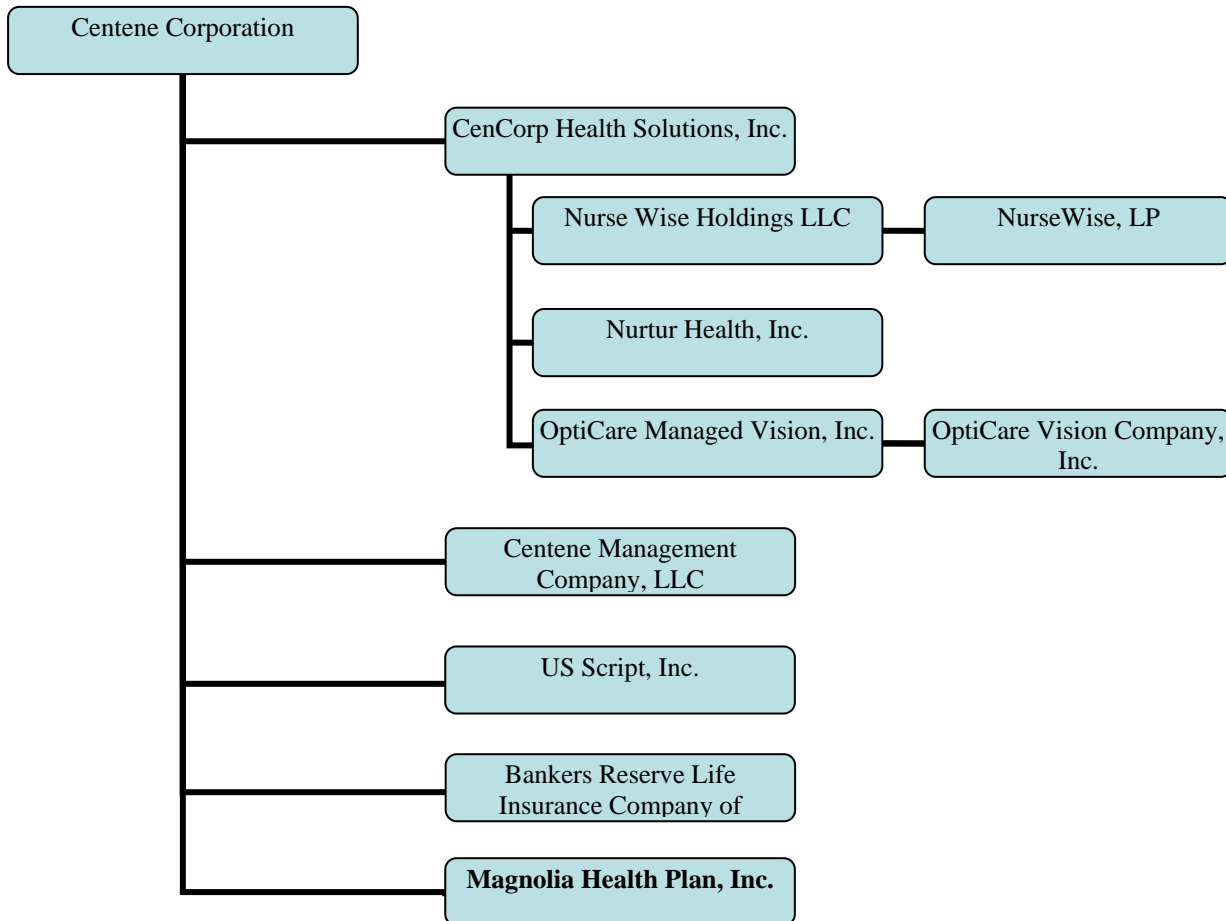 Centene Corporation
CenCorp Health Solutions, Inc.
Nurse Wise Holdings LLC
NurseWise, LP
Nurtur Health, Inc.
OptiCare Managed Vision, Inc.
OptiCare Vision Company,
Inc.
Centene Management
Company, LLC
US Script, Inc.
Bankers Reserve Life
Insurance Company of
Magnolia Health Plan, Inc.